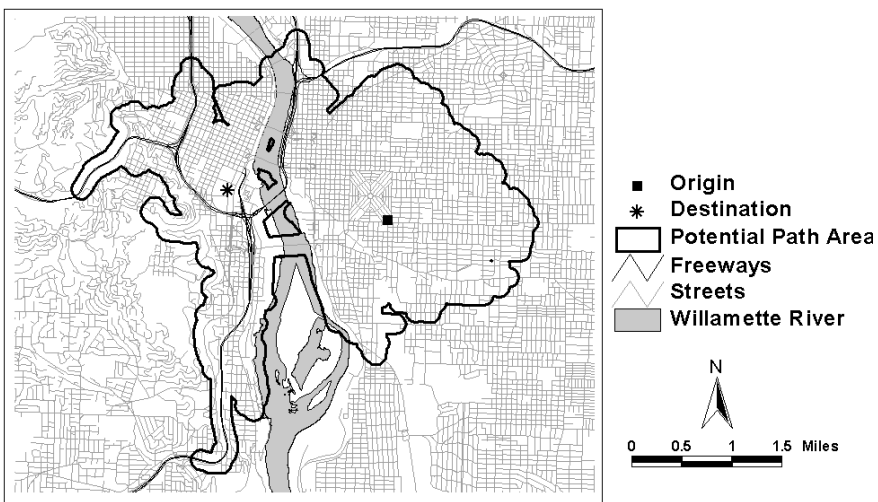 Origin
Destination
Potential Path Area
Freeways
Streets
Willamette River
N
0 0.5 1 1.5 Miles